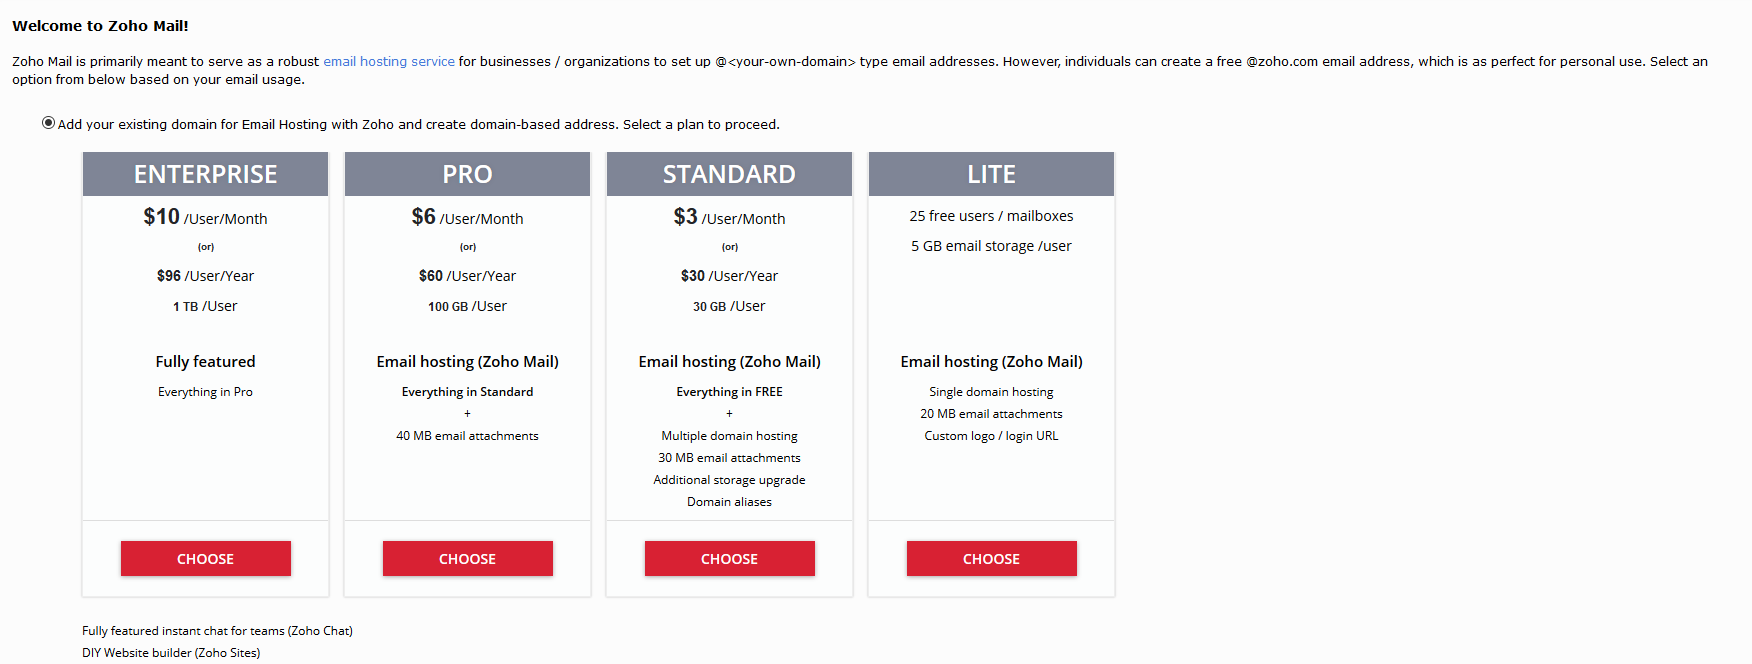 Welcome to Zoho Mail!
Zoho Mail is primarily meant to serve as a robust email hosting service for businesses / organizations to set up @<your-own-domain> type email addresses. However, individuals can create a free @zoho.com email address, which is as perfect for personal use. Select an
option from below based on your email usage.
Add your existing domain for Email Hosting with Zoho and create domain-based address. Select a plan to proceed.
ENTERPRISE
$10 /User/Month
(or)
$96 /User/Year
1 TB /User
Fully featured
Everything in Pro
CHOOSE
PRO
$6 /User/Month
(or)
$60 /User/Year
100 GB /User
Email hosting (Zoho Mail)
Everything in Standard
+
40 MB email attachments
CHOOSE
STANDARD
$3 /User/Month
(or)
$30 /User/Year
30 GB /User
Email hosting (Zoho Mail)
Everything in FREE
+
Multiple domain hosting
30 MB email attachments
Additional storage upgrade
Domain aliases
CHOOSE
LITE
25 free users / mailboxes
5 GB email storage /user
Email hosting (Zoho Mail)
Single domain hosting
20 MB email attachments
Custom logo / login URL
CHOOSE
Fully featured instant chat for teams (Zoho Chat)
DIY Website builder (Zoho Sites)